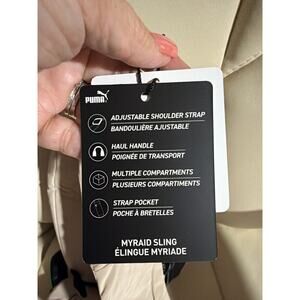 PUMA
ADJUSTABLE SHOULDER STRAP
BANDOULIÈRE AJUSTABLE
HAUL HANDLE
POIGNÉE DE TRANSPORT
MULTIPLE COMPARTMENTS
PLUSIEURS COMPARTIMENTS
STRAP POCKET
POCHE À BRETELLES
MYRAID SLING
ÉLINGUE MYRIADE